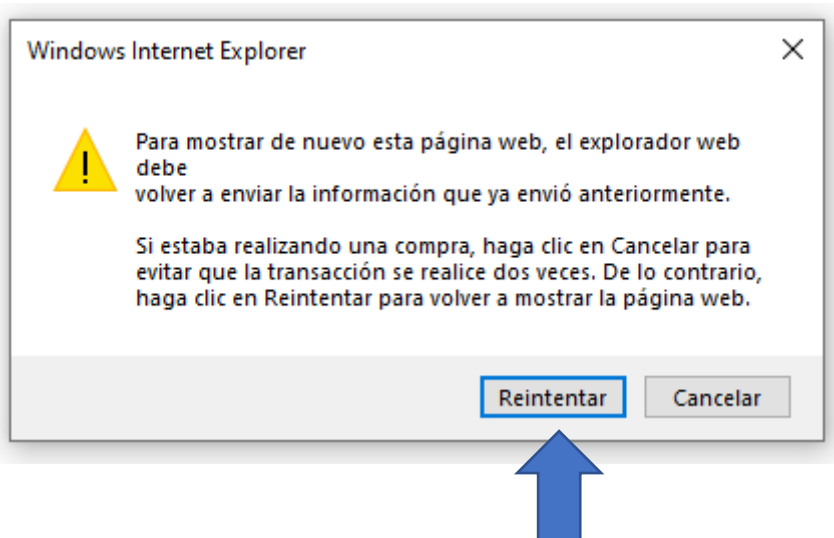 Windows Internet Explorer
Para mostrar de nuevo esta página web, el explorador web
debe
volver a enviar la información que ya envió anteriormente.
Si estaba realizando una compra, haga clic en Cancelar para
evitar que la transacción se realice dos veces. De lo contrario,
haga clic en Reintentar para volver a mostrar la página web.
Reintentar Cancelar